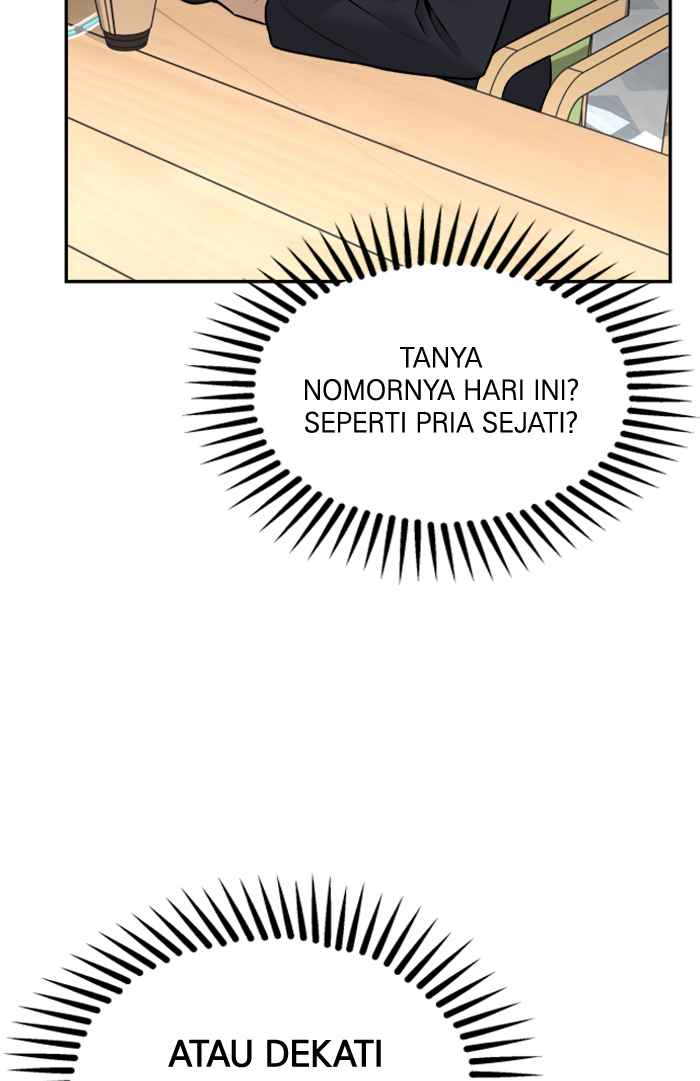 TANYA
NOMORNYA HARI INI?
SEPERTI PRIA SEJATI?
ATAU DEKATI